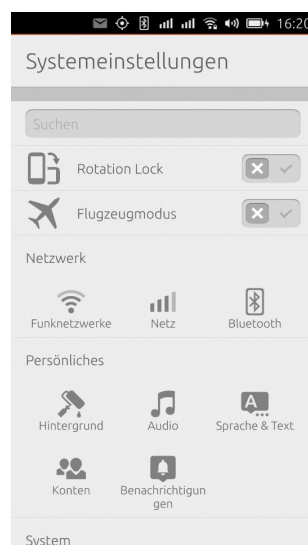 16:20
Systemeinstellungen
Suchen
Rotation Lock
Flugzeugmodus
Netzwerk
Funknetzwerke Netz Bluetooth
Persönliches
Hintergrund Audio Sprache & Text
Konten Benachrichtigun
gen
System